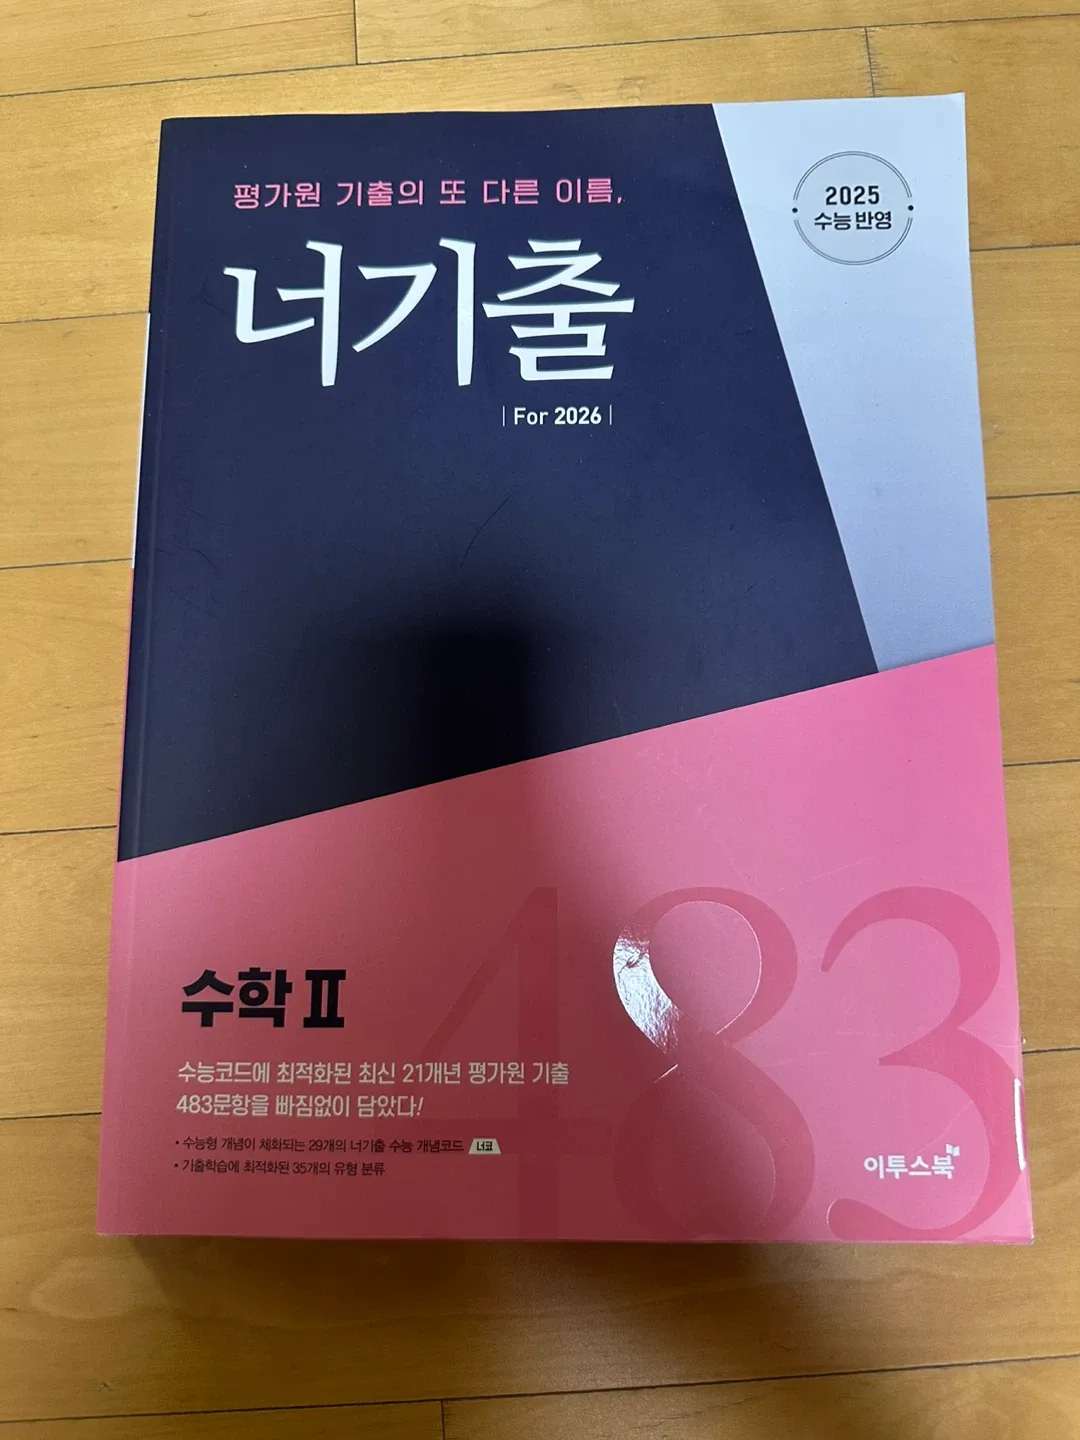 평가원 기출의 또 다른 이름,
너기출
| For 2026 |
2025
수능 반영
483
수학 Ⅱ
수능코드에 최적화된 최신 21개년 평가원 기출
483문항을 빠짐없이 담았다!
• 수능형 개념이 체화되는 29개의 너기출 수능 개념코드 너코
• 기출학습에 최적화된 35개의 유형 분류
이투스북